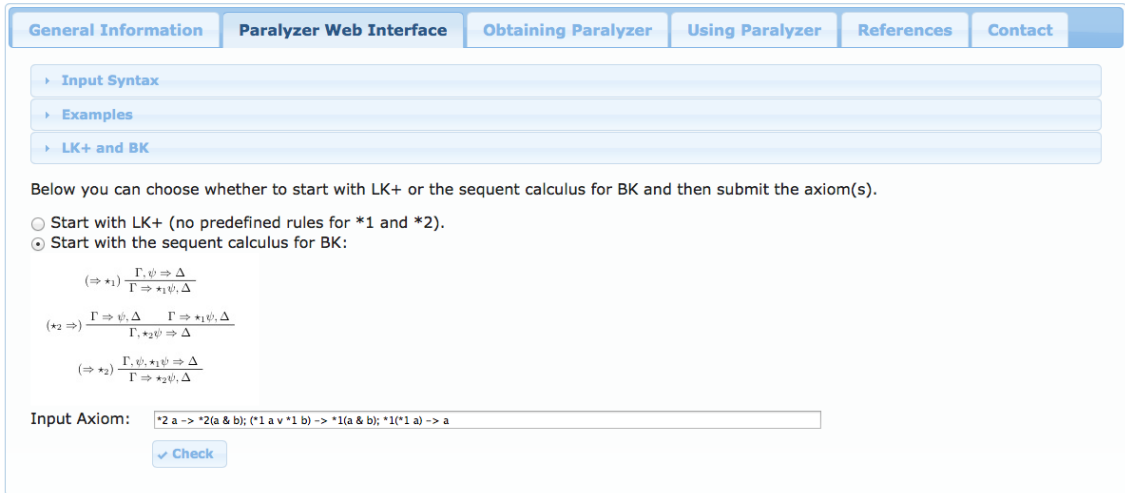 General Information Paralyzer Web Interface Obtaining Paralyzer Using Paralyzer References Contact
Input Syntax
Examples
LK+ and BK
Below you can choose whether to start with LK+ or the sequent calculus for BK and then submit the axiom(s).
Start with LK+ (no predefined rules for *1 and *2).
Start with the sequent calculus for BK:
Γ, ψ ⇒ Δ
(⇒ ⋆₁)
Γ ⇒ ⋆₁ψ, Δ
Γ ⇒ ψ, Δ Γ ⇒ ⋆₁ψ, Δ
(⋆₂ ⇒)
Γ, ⋆₂ψ ⇒ Δ
Γ, ψ, ⋆₁ψ ⇒ Δ
(⇒ ⋆₂)
Γ ⇒ ⋆₂ψ, Δ
Input Axiom: *2 a -> *2(a & b); (*1 a v *1 b) -> *1(a & b); *1(*1 a) -> a
Check